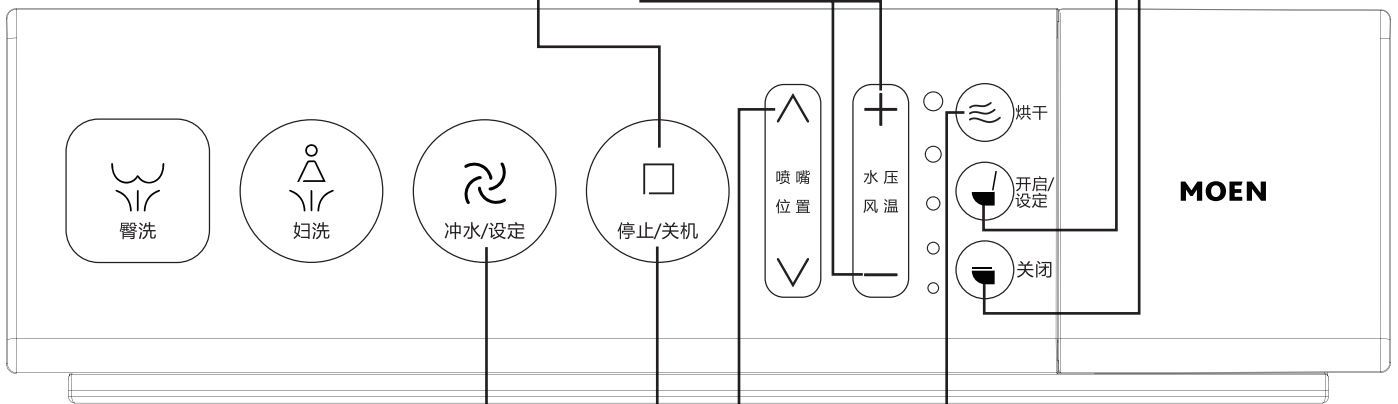 臀洗
妇洗
冲水/设定
停止/关机
喷嘴
位置
水压
风温
烘干
开启/
设定
关闭
MOEN